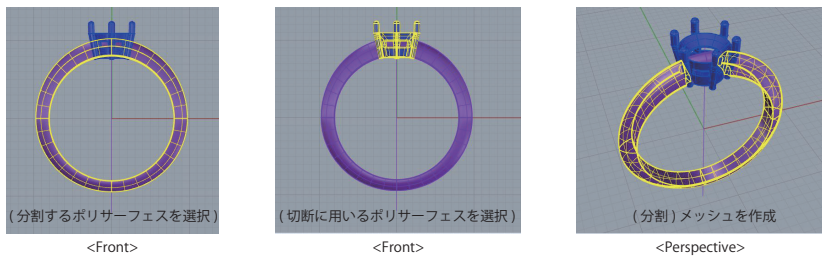 (分割するポリサーフェスを選択)
(切断に用いるポリサーフェスを選択)
(分割)メッシュを作成
<Front>
<Front>
<Perspective>